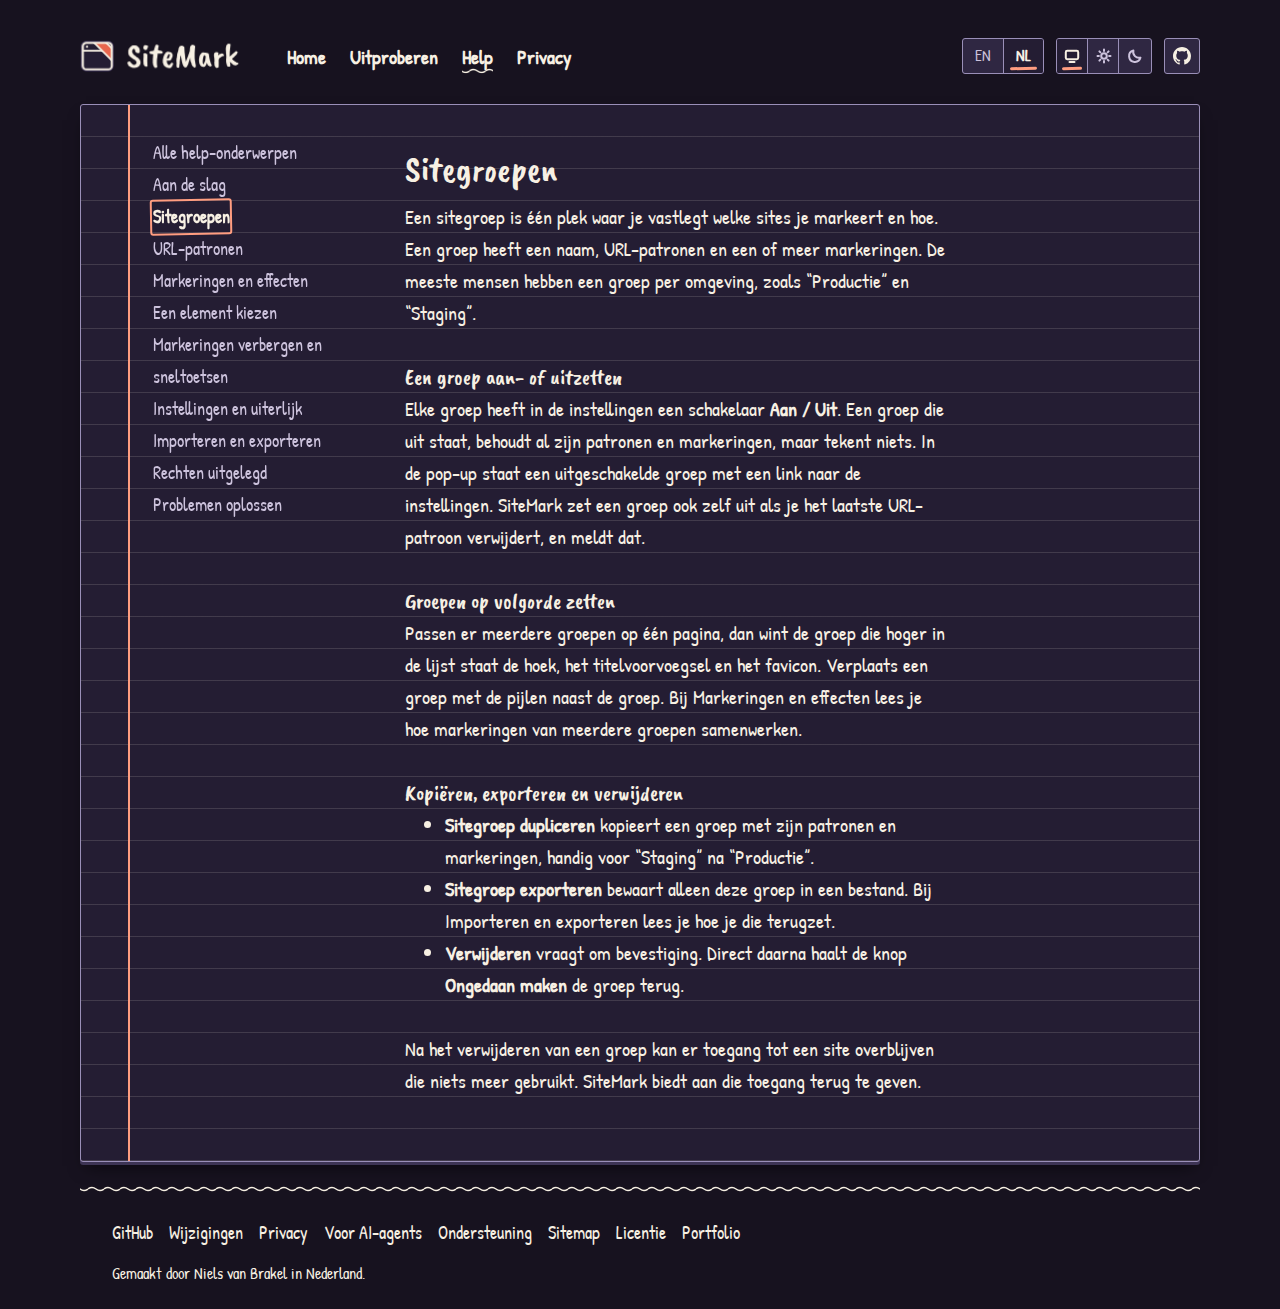 SiteMark
Home
Uitproberen
Help
Privacy
EN
NL
Alle help-onderwerpen
Aan de slag
Sitegroepen
URL-patronen
Markeringen en effecten
Een element kiezen
Markeringen verbergen en
sneltoetsen
Instellingen en uiterlijk
Importeren en exporteren
Rechten uitgelegd
Problemen oplossen
Sitegroepen
Een sitegroep is één plek waar je vastlegt welke sites je markeert en hoe.
Een groep heeft een naam, URL-patronen en een of meer markeringen. De
meeste mensen hebben een groep per omgeving, zoals “Productie” en
“Staging”.
Een groep aan- of uitzetten
Elke groep heeft in de instellingen een schakelaar Aan / Uit. Een groep die
uit staat, behoudt al zijn patronen en markeringen, maar tekent niets. In
de pop-up staat een uitgeschakelde groep met een link naar de
instellingen. SiteMark zet een groep ook zelf uit als je het laatste URL-
patroon verwijdert, en meldt dat.
Groepen op volgorde zetten
Passen er meerdere groepen op één pagina, dan wint de groep die hoger in
de lijst staat de hoek, het titelvoorvoegsel en het favicon. Verplaats een
groep met de pijlen naast de groep. Bij Markeringen en effecten lees je
hoe markeringen van meerdere groepen samenwerken.
Kopiëren, exporteren en verwijderen
Sitegroep dupliceren kopieert een groep met zijn patronen en
markeringen, handig voor “Staging” na “Productie”.
Sitegroep exporteren bewaart alleen deze groep in een bestand. Bij
Importeren en exporteren lees je hoe je die terugzet.
Verwijderen vraagt om bevestiging. Direct daarna haalt de knop
Ongedaan maken de groep terug.
Na het verwijderen van een groep kan er toegang tot een site overblijven
die niets meer gebruikt. SiteMark biedt aan die toegang terug te geven.
GitHub
Wijzigingen
Privacy
Voor AI-agents
Ondersteuning
Sitemap
Licentie
Portfolio
Gemaakt door Niels van Brakel in Nederland.